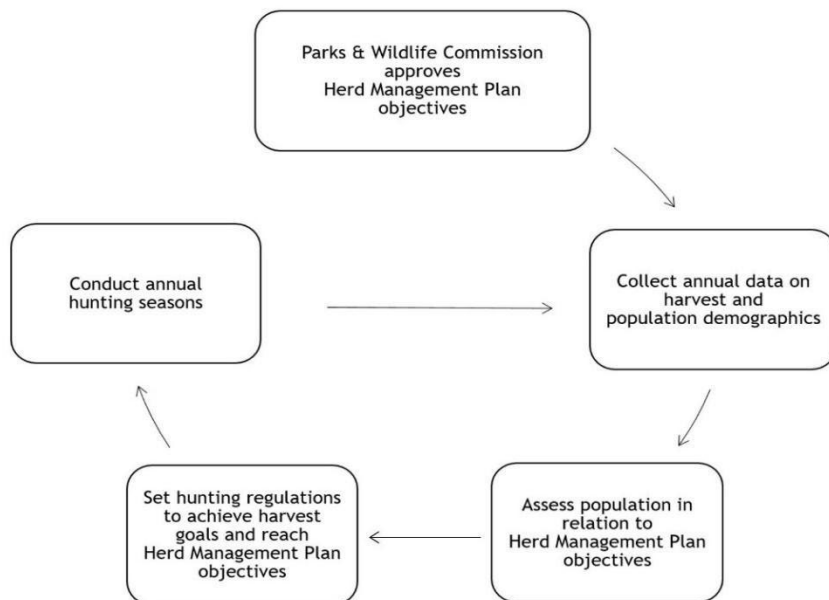 Parks & Wildlife Commission
approves
Herd Management Plan
objectives
Conduct annual
hunting seasons
Collect annual data on
harvest and
population demographics
Set hunting regulations
to achieve harvest
goals and reach
Herd Management Plan
objectives
Assess population in
relation to
Herd Management Plan
objectives